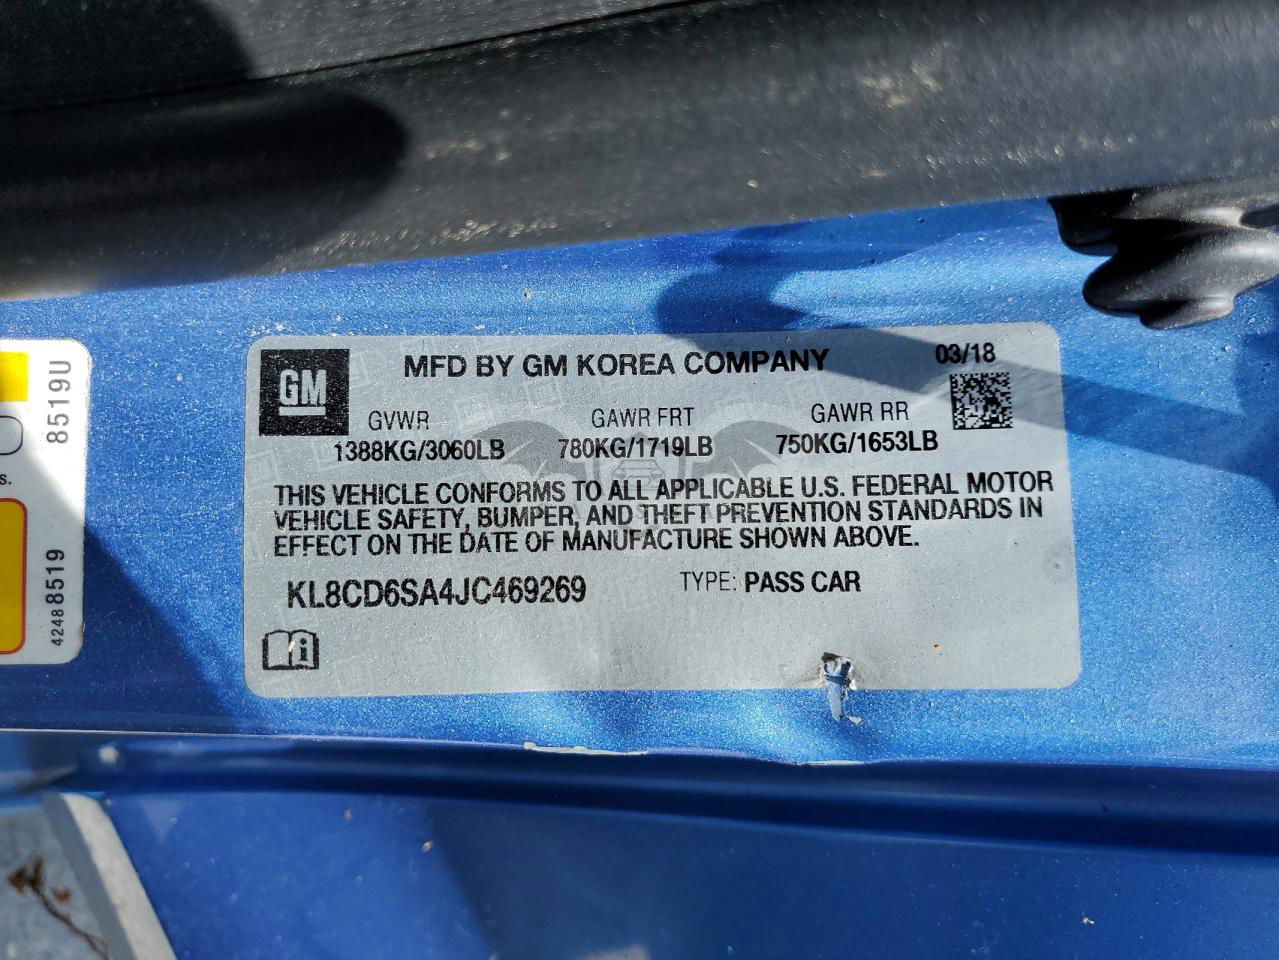 MFD BY GM KOREA COMPANY
03/18
GM
GVWR
GAWR FRT
GAWR RR
1388KG/3060LB
780KG/1719LB
750KG/1653LB
THIS VEHICLE CONFORMS TO ALL APPLICABLE U.S. FEDERAL MOTOR
VEHICLE SAFETY, BUMPER, AND THEFT PREVENTION STANDARDS IN
EFFECT ON THE DATE OF MANUFACTURE SHOWN ABOVE.
KL8CD6SA4JC469269
TYPE: PASS CAR
i
8519U
s.
42488519